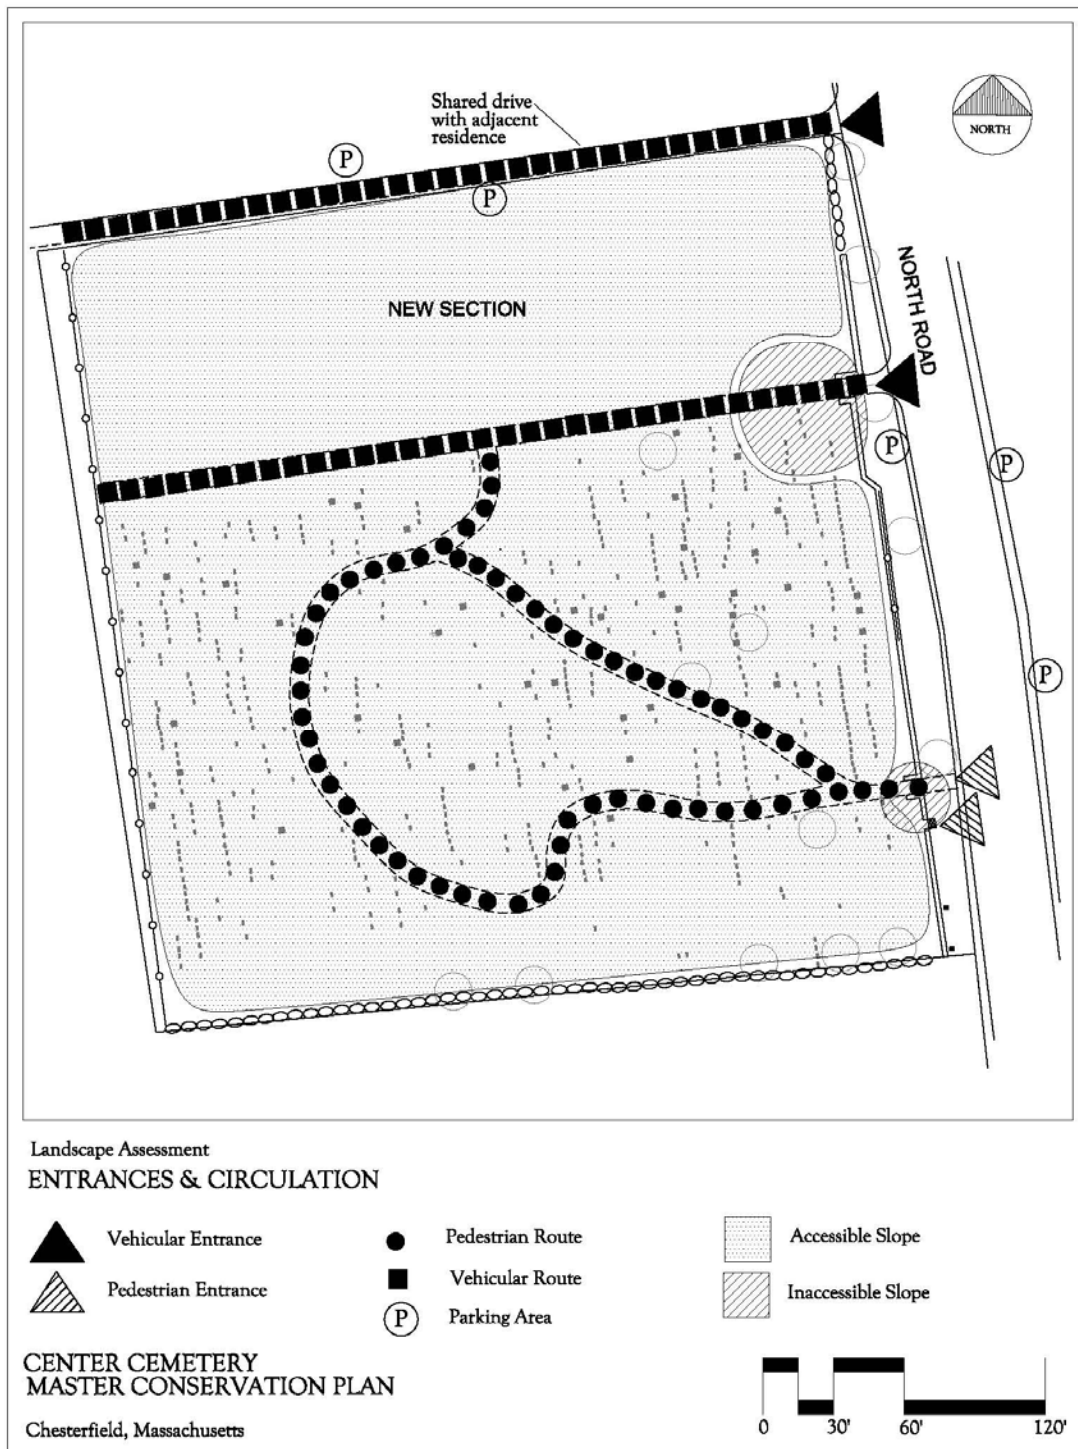 Shared drive
with adjacent
residence
NORTH
P
P
NORTH ROAD
NEW SECTION
P
P
P
Landscape Assessment
ENTRANCES & CIRCULATION
Vehicular Entrance
Pedestrian Entrance
Pedestrian Route
Vehicular Route
P Parking Area
Accessible Slope
Inaccessible Slope
CENTER CEMETERY
MASTER CONSERVATION PLAN
Chesterfield, Massachusetts
0 30' 60' 120'